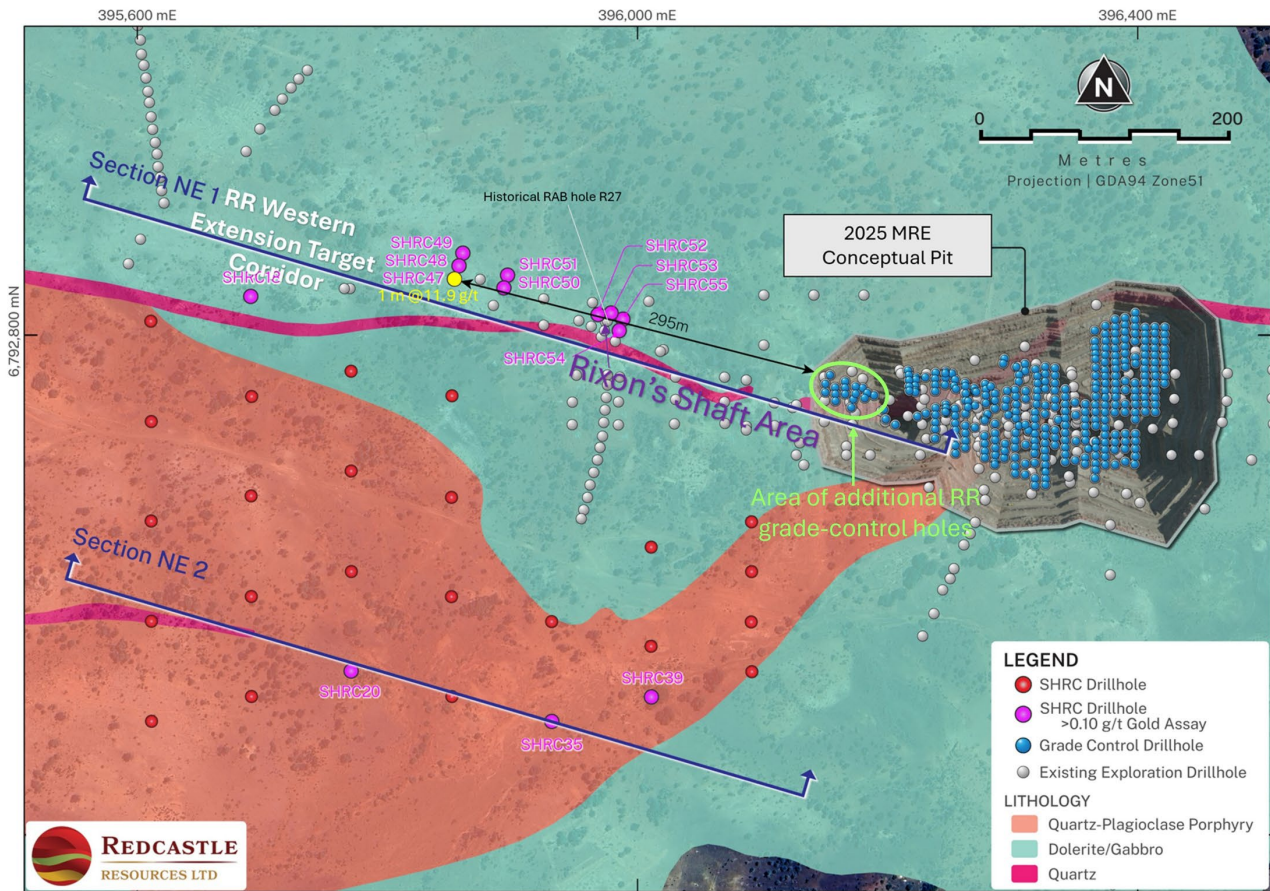 395,600 mE
396,000 mE
396,400 mE
6,792,800 mN
N
0
200
Metres
Projection | GDA94 Zone51
Section NE 1
RR Western
Extension Target
Corridor
Historical RAB hole R27
SHRC12
SHRC49
SHRC48
SHRC47
1 m @11.9 g/t
SHRC51
SHRC50
SHRC52
SHRC53
SHRC55
SHRC54
295m
2025 MRE
Conceptual Pit
Rixon's Shaft Area
Area of additional RR
grade-control holes
Section NE 2
SHRC20
SHRC35
SHRC39
LEGEND
SHRC Drillhole
SHRC Drillhole
>0.10 g/t Gold Assay
Grade Control Drillhole
Existing Exploration Drillhole
LITHOLOGY
Quartz-Plagioclase Porphyry
Dolerite/Gabbro
Quartz
REDCASTLE
RESOURCES LTD